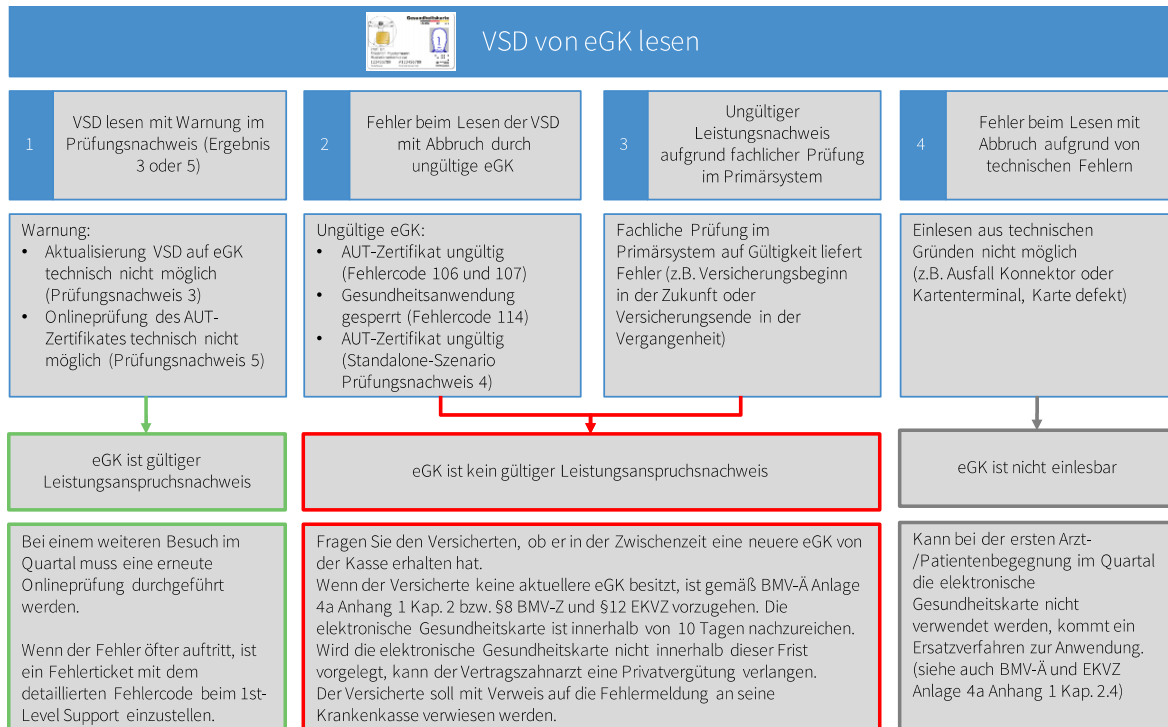 Gesundheitskarte
VSD von eGK lesen
1
VSD lesen mit Warnung im
Prüfungsnachweis (Ergebnis
3 oder 5)
2
Fehler beim Lesen der VSD
mit Abbruch durch
ungültige eGK
3
Ungültiger
Leistungsnachweis
aufgrund fachlicher Prüfung
im Primärsystem
4
Fehler beim Lesen mit
Abbruch aufgrund von
technischen Fehlern
Warnung:
• Aktualisierung VSD auf eGK
technisch nicht möglich
(Prüfungsnachweis 3)
• Onlineprüfung des AUT-
Zertifikates technisch nicht
möglich (Prüfungsnachweis 5)
Ungültige eGK:
• AUT-Zertifikat ungültig
(Fehlercode 106 und 107)
• Gesundheitsanwendung
gesperrt (Fehlercode 114)
• AUT-Zertifikat ungültig
(Standalone-Szenario
Prüfungsnachweis 4)
Fachliche Prüfung im
Primärsystem auf Gültigkeit liefert
Fehler (z.B. Versicherungsbeginn
in der Zukunft oder
Versicherungsende in der
Vergangenheit)
Einlesen aus technischen
Gründen nicht möglich
(z.B. Ausfall Konnektor oder
Kartenterminal, Karte defekt)
eGK ist gültiger
Leistungsanspruchsnachweis
eGK ist kein gültiger Leistungsanspruchsnachweis
eGK ist nicht einlesbar
Bei einem weiteren Besuch im
Quartal muss eine erneute
Onlineprüfung durchgeführt
werden.
Wenn der Fehler öfter auftritt, ist
ein Fehlerticket mit dem
detaillierten Fehlercode beim 1st-
Level Support einzustellen.
Fragen Sie den Versicherten, ob er in der Zwischenzeit eine neuere eGK von
der Kasse erhalten hat.
Wenn der Versicherte keine aktuellere eGK besitzt, ist gemäß BMV-Ä Anlage
4a Anhang 1 Kap. 2 bzw. §8 BMV-Z und §12 EKVZ vorzugehen. Die
elektronische Gesundheitskarte ist innerhalb von 10 Tagen nachzureichen.
Wird die elektronische Gesundheitskarte nicht innerhalb dieser Frist
vorgelegt, kann der Vertragszahnarzt eine Privatvergütung verlangen.
Der Versicherte soll mit Verweis auf die Fehlermeldung an seine
Krankenkasse verwiesen werden.
Kann bei der ersten Arzt-
/Patientenbegegnung im Quartal
die elektronische
Gesundheitskarte nicht
verwendet werden, kommt ein
Ersatzverfahren zur Anwendung.
(siehe auch BMV-Ä und EKVZ
Anlage 4a Anhang 1 Kap. 2.4)